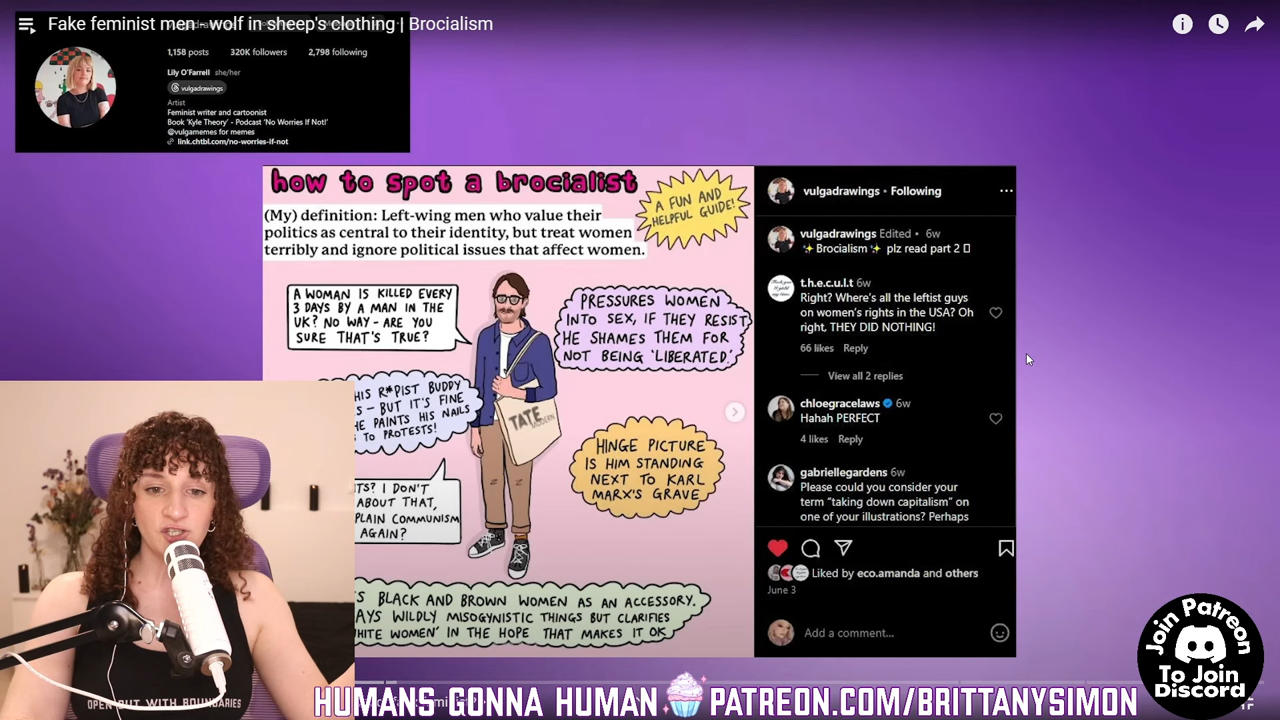 Fake feminist men - wolf in sheep's clothing | Brocialism
1,158 posts 320K followers 2,798 following
Lily O'Farrell she/her
vulgadrawings
Artist
Feminist writer and cartoonist
Book 'Kyle Theory' - Podcast 'No Worries If Not!'
@vulgamemes for memes
link.chtbl.com/no-worries-if-not
how to spot a brocialist
A FUN AND
HELPFUL GUIDE!
(My) definition: Left-wing men who value their
politics as central to their identity, but treat women
terribly and ignore political issues that affect women.
A WOMAN IS KILLED EVERY
3 DAYS BY A MAN IN THE
UK? NO WAY - ARE YOU
SURE THAT'S TRUE?
PRESSURES WOMEN
INTO SEX, IF THEY RESIST
HE SHAMES THEM FOR
NOT BEING 'LIBERATED.'
HIS R*PIST BUDDY
S - BUT IT'S FINE
HE PAINTS HIS NAILS
TO PROTESTS!
TATE
MODERN
HINGE PICTURE
IS HIM STANDING
NEXT TO KARL
MARX'S GRAVE
TS? I DON'T
ABOUT THAT,
PLAIN COMMUNISM
AGAIN?
S BLACK AND BROWN WOMEN AS AN ACCESSORY.
AYS WILDLY MISOGYNISTIC THINGS BUT CLARIFIES
HITE WOMEN' IN THE HOPE THAT MAKES IT OK
vulgadrawings • Following
vulgadrawings Edited • 6w
✨Brocialism✨ plz read part 2
t.h.e.c.u.l.t 6w
Right? Where's all the leftist guys
on women's rights in the USA? Oh
right, THEY DID NOTHING!
66 likes Reply
View all 2 replies
chloegracelaws 6w
Hahah PERFECT
4 likes Reply
gabriellegardens 6w
Please could you consider your
term "taking down capitalism" on
one of your illustrations? Perhaps
Liked by eco.amanda and others
June 3
Add a comment...
OPEN OUT WITH BOUNDARIES
HUMANS GONNA HUMAN PATREON.COM/BRITTANYSIMON
Join Patreon
To Join
Discord